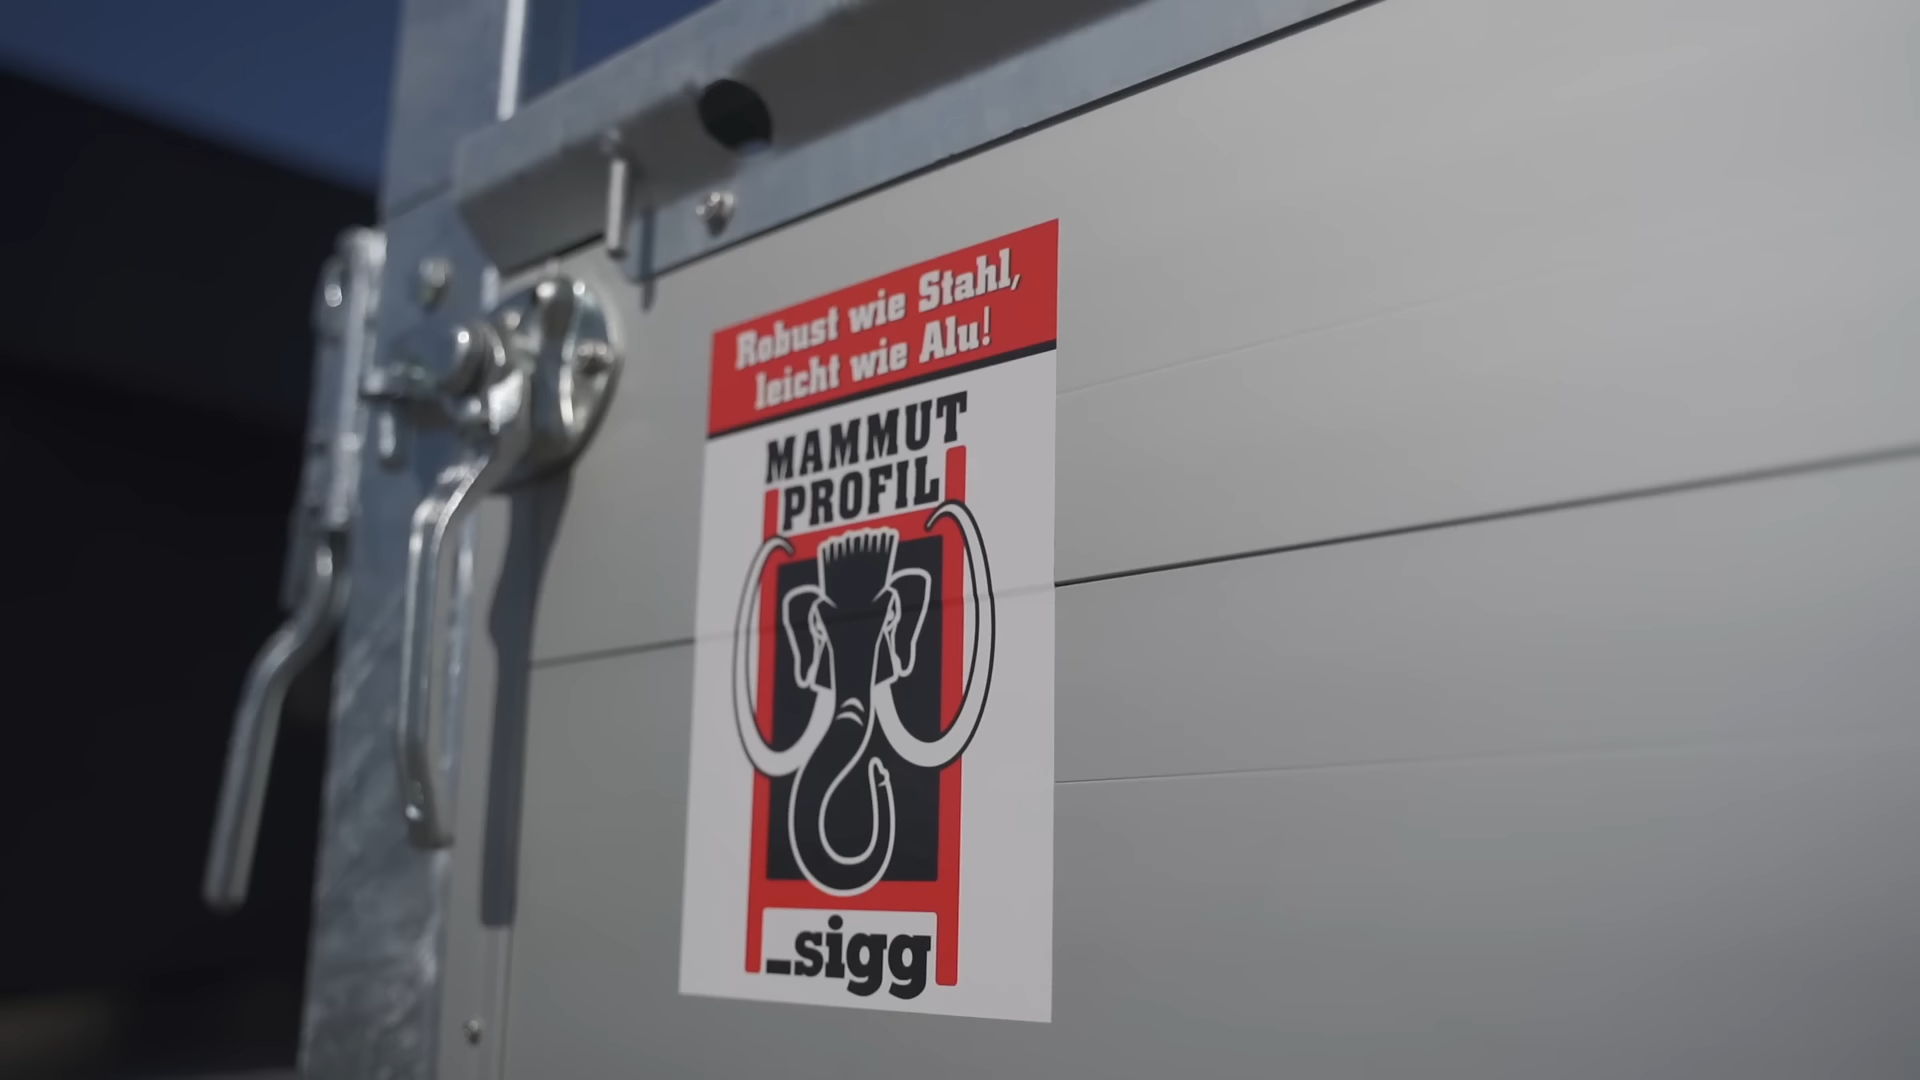 Robust wie Stahl,
leicht wie Alu!
MAMMUT
PROFIL
_sigg